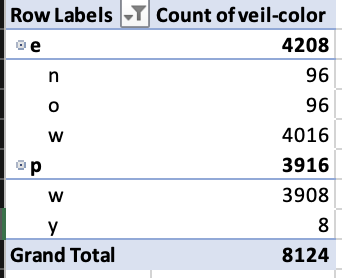 Row Labels Count of veil-color
e 4208
n 96
o 96
w 4016
p 3916
w 3908
y 8
Grand Total 8124